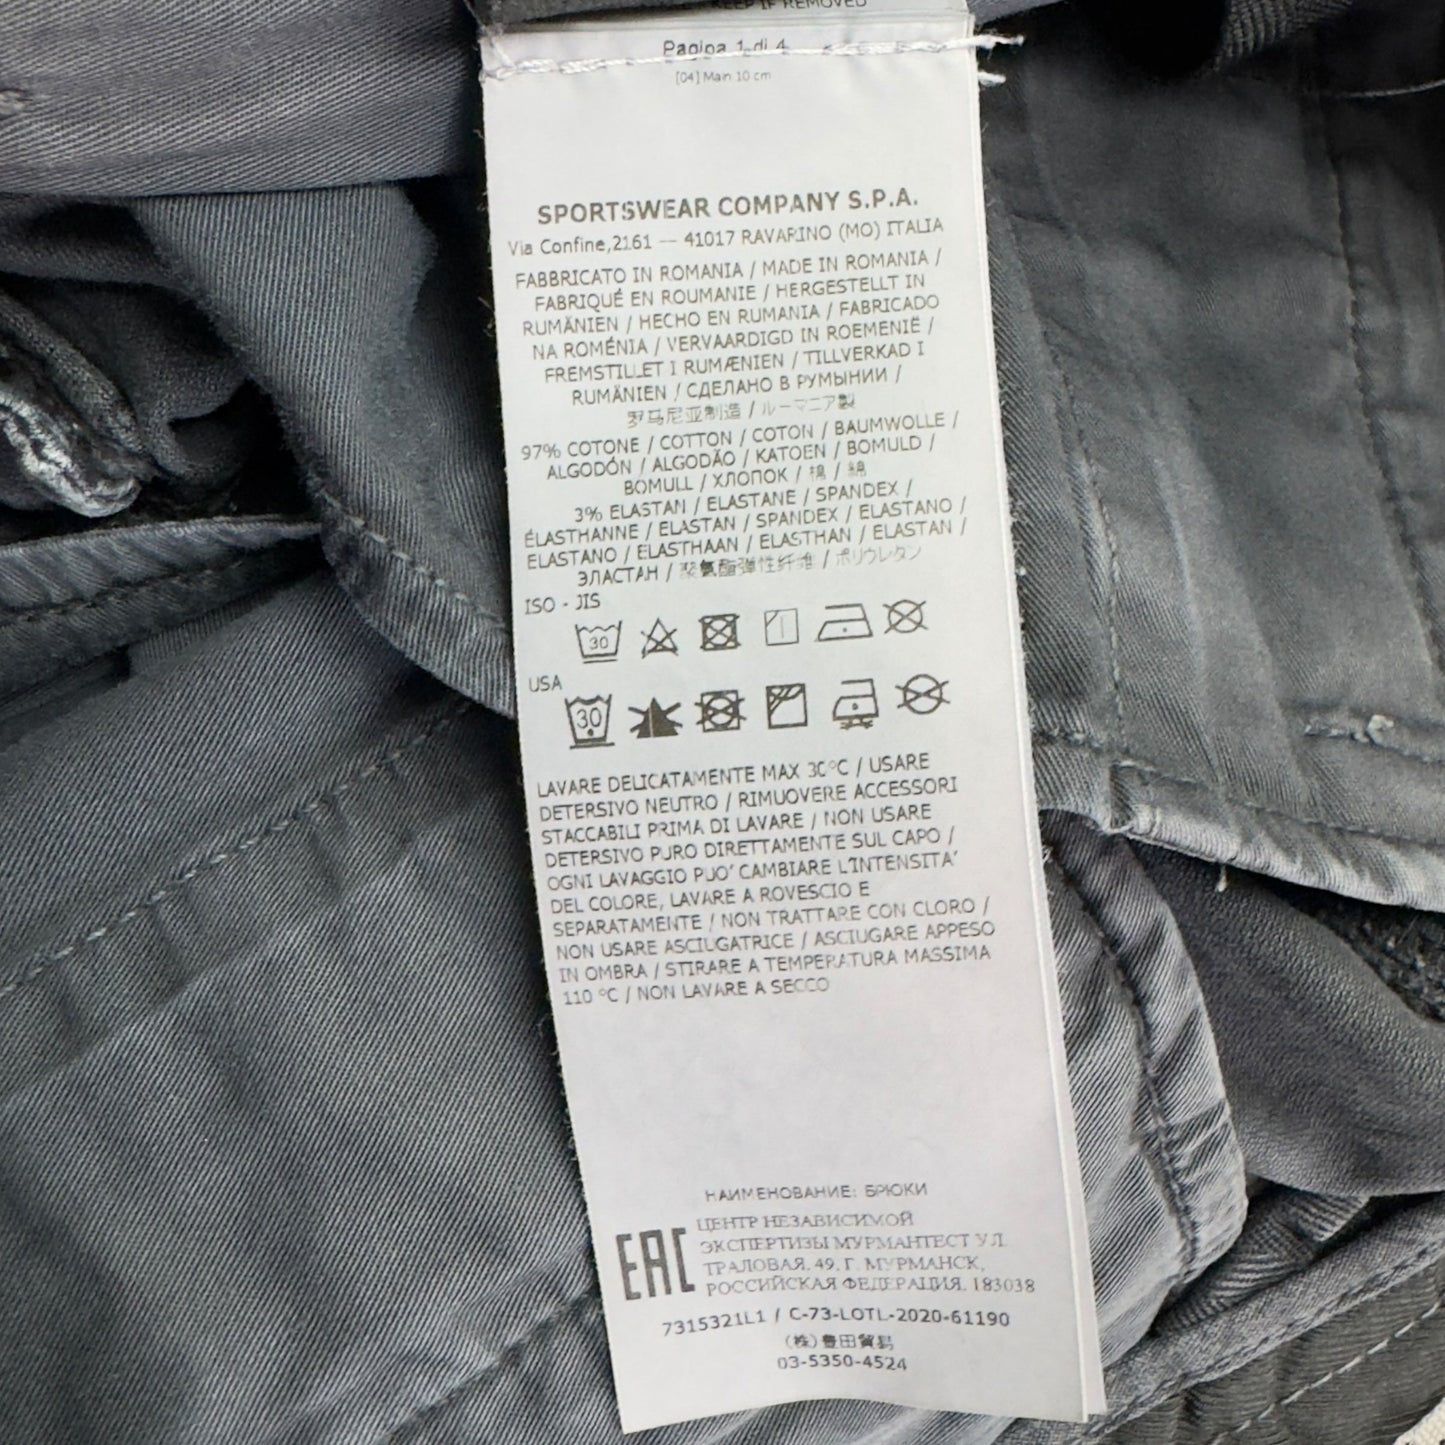 KEEP IF REMOVED
Pagina 1 di 4
[04] Main 10 cm
SPORTSWEAR COMPANY S.P.A.
Via Confine,2161 -- 41017 RAVARINO (MO) ITALIA
FABBRICATO IN ROMANIA / MADE IN ROMANIA /
FABRIQUÉ EN ROUMANIE / HERGESTELLT IN
RUMÄNIEN / HECHO EN RUMANIA / FABRICADO
NA ROMÉNIA / VERVAARDIGD IN ROEMENIË /
FREMSTILLET I RUMÆNIEN / TILLVERKAD I
RUMÄNIEN / СДЕЛАНО В РУМЫНИИ /
罗马尼亚制造 / ルーマニア製
97% COTONE / COTTON / COTON / BAUMWOLLE /
ALGODÓN / ALGODÃO / KATOEN / BOMULD /
BOMULL / ХЛОПОК / 棉 / 綿
3% ELASTAN / ELASTANE / SPANDEX /
ÉLASTHANNE / ELASTAN / SPANDEX / ELASTANO /
ELASTANO / ELASTHAAN / ELASTHAN / ELASTAN /
ЭЛАСТАН / 聚氨酯弹性纤维 / ポリウレタン
ISO - JIS
30
USA
30
LAVARE DELICATAMENTE MAX 30°C / USARE
DETERSIVO NEUTRO / RIMUOVERE ACCESSORI
STACCABILI PRIMA DI LAVARE / NON USARE
DETERSIVO PURO DIRETTAMENTE SUL CAPO /
OGNI LAVAGGIO PUO' CAMBIARE L'INTENSITA'
DEL COLORE, LAVARE A ROVESCIO E
SEPARATAMENTE / NON TRATTARE CON CLORO /
NON USARE ASCIUGATRICE / ASCIUGARE APPESO
IN OMBRA / STIRARE A TEMPERATURA MASSIMA
110 °C / NON LAVARE A SECCO
НАИМЕНОВАНИЕ: БРЮКИ
EAC ЦЕНТР НЕЗАВИСИМОЙ
ЭКСПЕРТИЗЫ МУРМАНТЕСТ УЛ.
ТРАЛОВАЯ, 49, Г. МУРМАНСК,
РОССИЙСКАЯ ФЕДЕРАЦИЯ, 183038
7315321L1 / C-73-LOTL-2020-61190
(株)豊田貿易
03-5350-4524